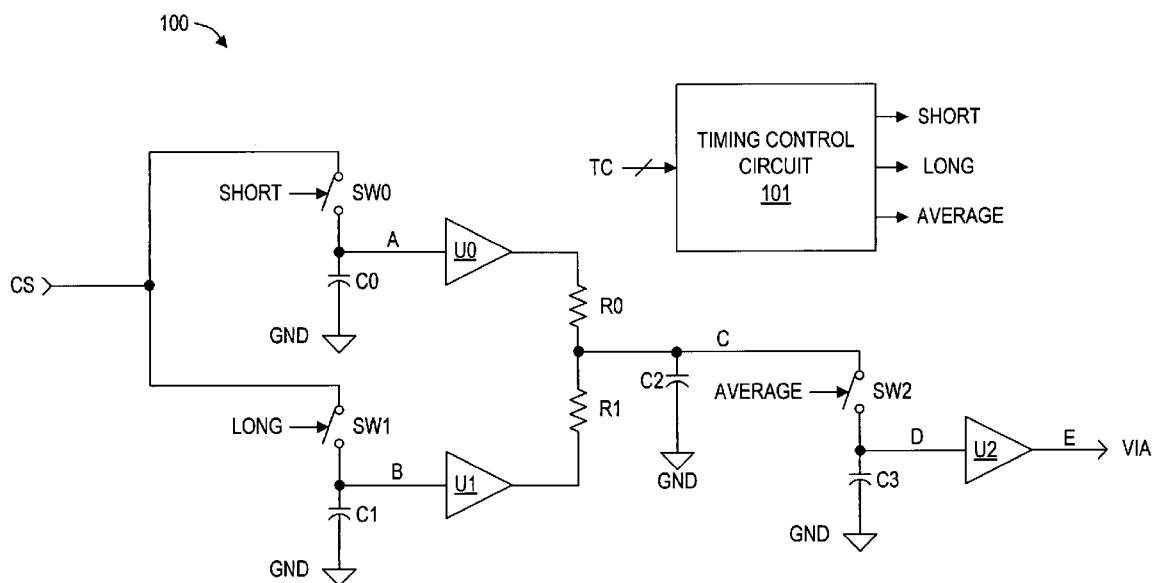 100
SHORT
TC
TIMING CONTROL
CIRCUIT
101
LONG
AVERAGE
SHORT
SW0
A
U0
C0
CS
GND
R0
C
LONG
SW1
R1
C2
AVERAGE
SW2
B
U1
D
U2
E
VIA
C1
GND
C3
GND
GND